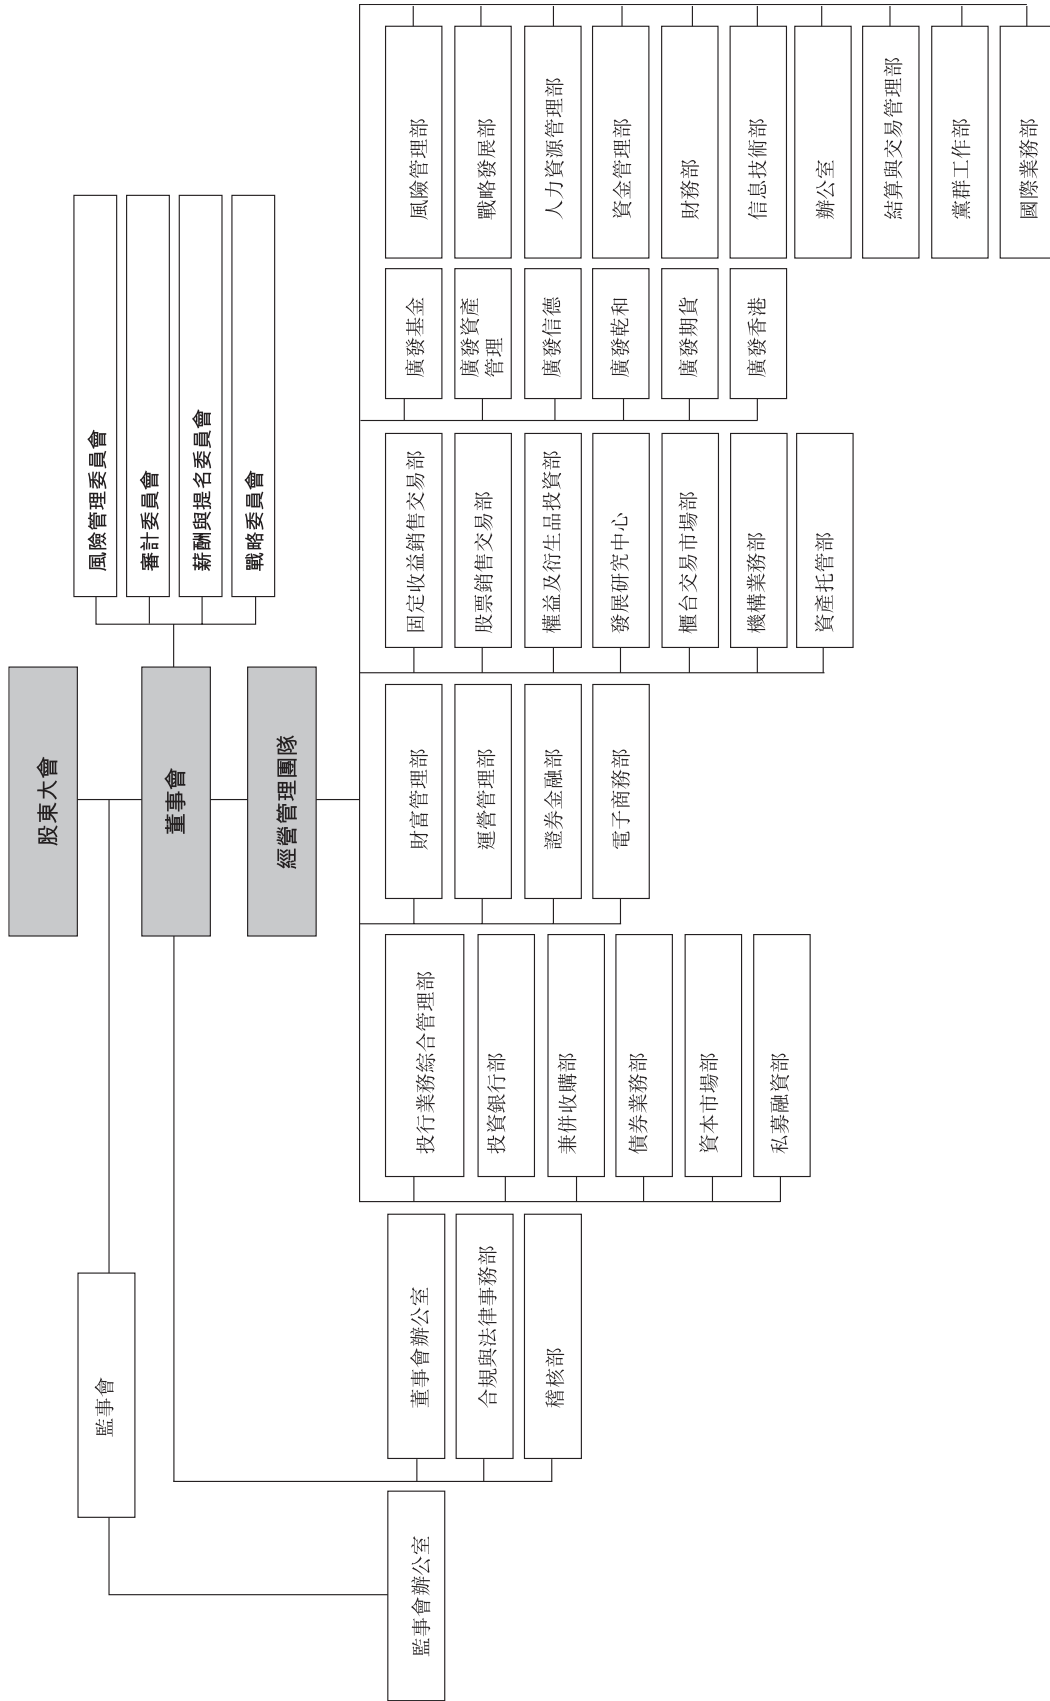 股東大會
監事會
董事會
風險管理委員會
審計委員會
薪酬與提名委員會
戰略委員會
經營管理團隊
監事會辦公室
董事會辦公室
合規與法律事務部
稽核部
投行業務綜合管理部
投資銀行部
兼併收購部
債券業務部
資本市場部
私募融資部
財富管理部
運營管理部
證券金融部
電子商務部
固定收益銷售交易部
股票銷售交易部
權益及衍生品投資部
發展研究中心
櫃台交易市場部
機構業務部
資產托管部
廣發基金
廣發資產
管理
廣發信德
廣發乾和
廣發期貨
廣發香港
風險管理部
戰略發展部
人力資源管理部
資金管理部
財務部
信息技術部
辦公室
結算與交易管理部
黨群工作部
國際業務部